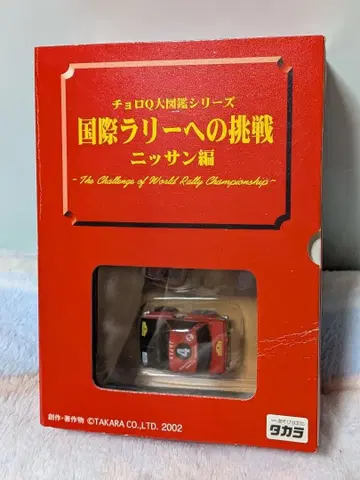 チョロQ大図鑑シリーズ
国際ラリーへの挑戦
ニッサン編
~The Challenge of World Rally Championship~
4
創作・著作物 ©TAKARA CO.,LTD. 2002
タカラ